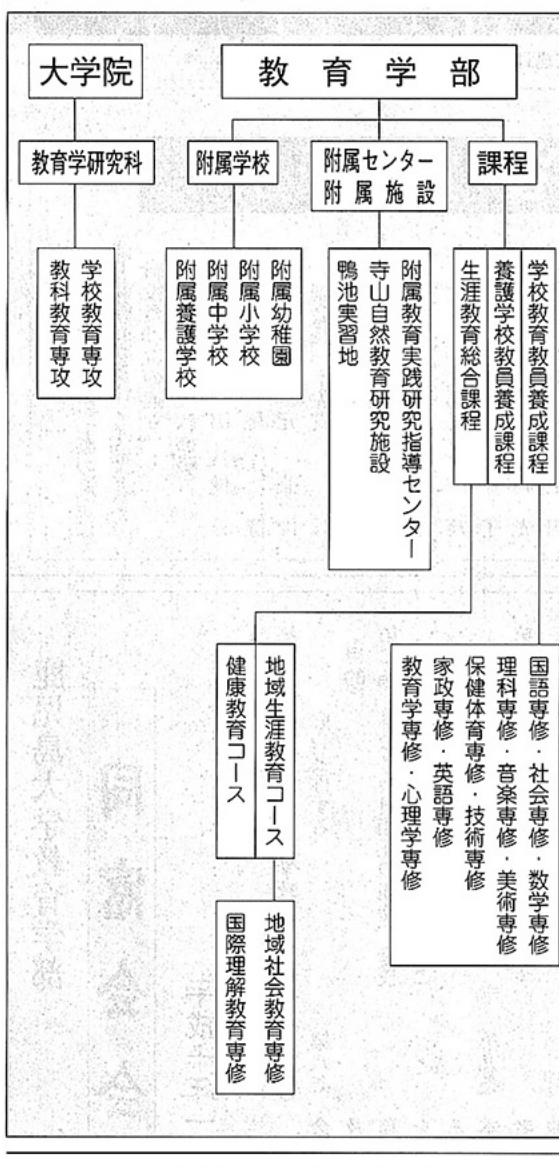 大学院
教育学部
教育学研究科
附属学校
附属センター
附属施設
課程
学校教育専攻
教科教育専攻
附属幼稚園
附属小学校
附属中学校
附属養護学校
附属教育実践研究指導センター
寺山自然教育研究施設
鴨池実習地
学校教育教員養成課程
養護学校教員養成課程
生涯教育総合課程
国語専修・社会専修・数学専修
理科専修・音楽専修・美術専修
保健体育専修・技術専修
家政専修・英語専修
教育学専修・心理学専修
地域生涯教育コース
健康教育コース
地域社会教育専修
国際理解教育専修